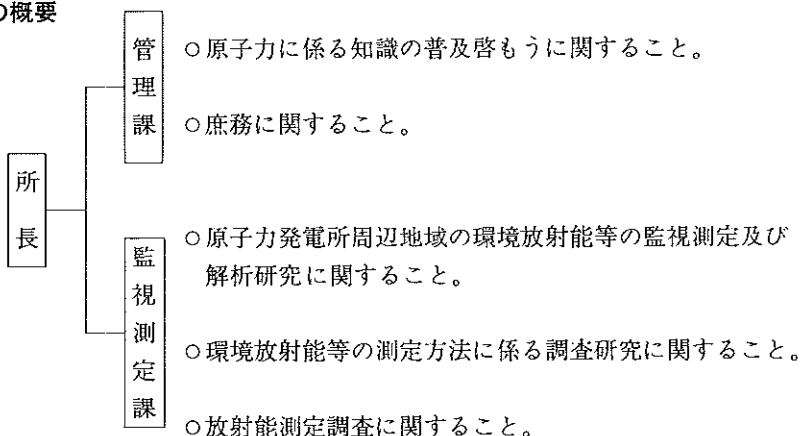 の概要
管理課
○原子力に係る知識の普及啓もうに関すること。
○庶務に関すること。
所長
監視測定課
○原子力発電所周辺地域の環境放射能等の監視測定及び
解析研究に関すること。
○環境放射能等の測定方法に係る調査研究に関すること。
○放射能測定調査に関すること。